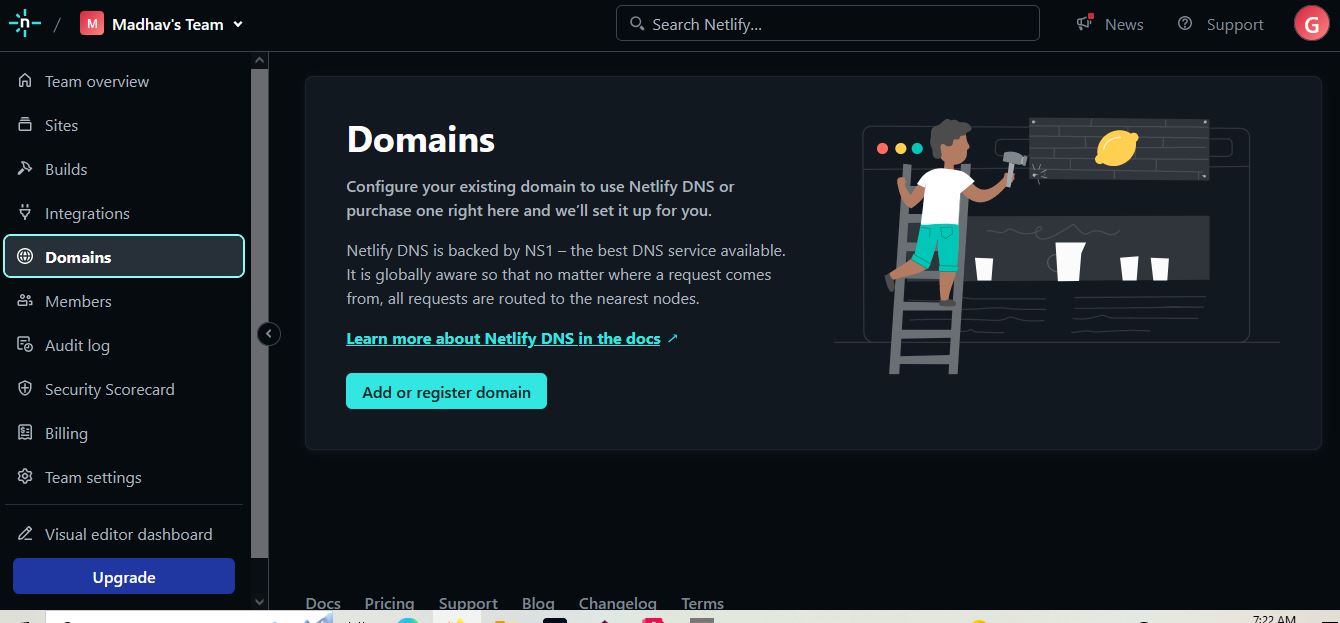 n / M Madhav's Team
Search Netlify...
News
Support
G
Team overview
Sites
Builds
Integrations
Domains
Members
Audit log
Security Scorecard
Billing
Team settings
Visual editor dashboard
Upgrade
Domains
Configure your existing domain to use Netlify DNS or
purchase one right here and we’ll set it up for you.
Netlify DNS is backed by NS1 – the best DNS service available.
It is globally aware so that no matter where a request comes
from, all requests are routed to the nearest nodes.
Learn more about Netlify DNS in the docs ↗
Add or register domain
Docs Pricing Support Blog Changelog Terms
7:22 AM